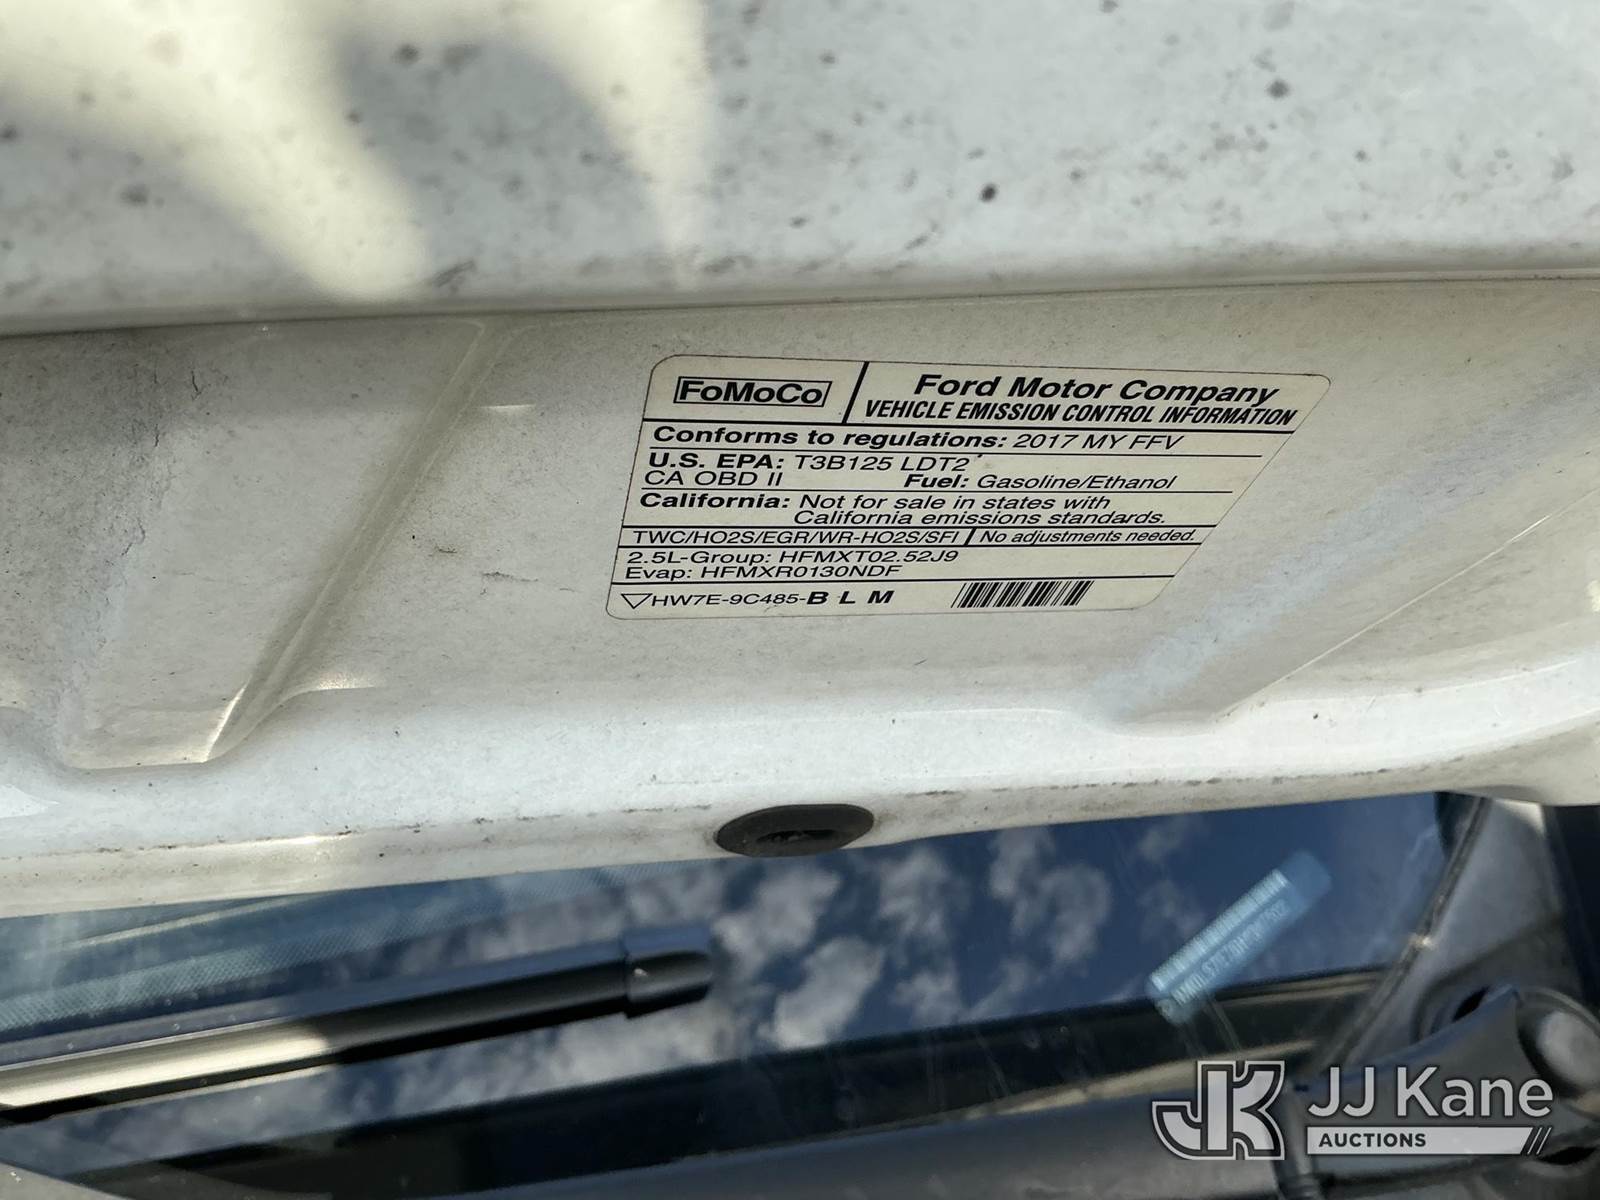 FoMoCo
Ford Motor Company
VEHICLE EMISSION CONTROL INFORMATION
Conforms to regulations: 2017 MY FFV
U.S. EPA: T3B125 LDT2
CA OBD II Fuel: Gasoline/Ethanol
California: Not for sale in states with
California emissions standards.
TWC/HO2S/EGR/WR-HO2S/SFI No adjustments needed.
2.5L-Group: HFMXT02.52J9
Evap: HFMXR0130NDF
HW7E-9C485-B L M
JK
JJ Kane
AUCTIONS